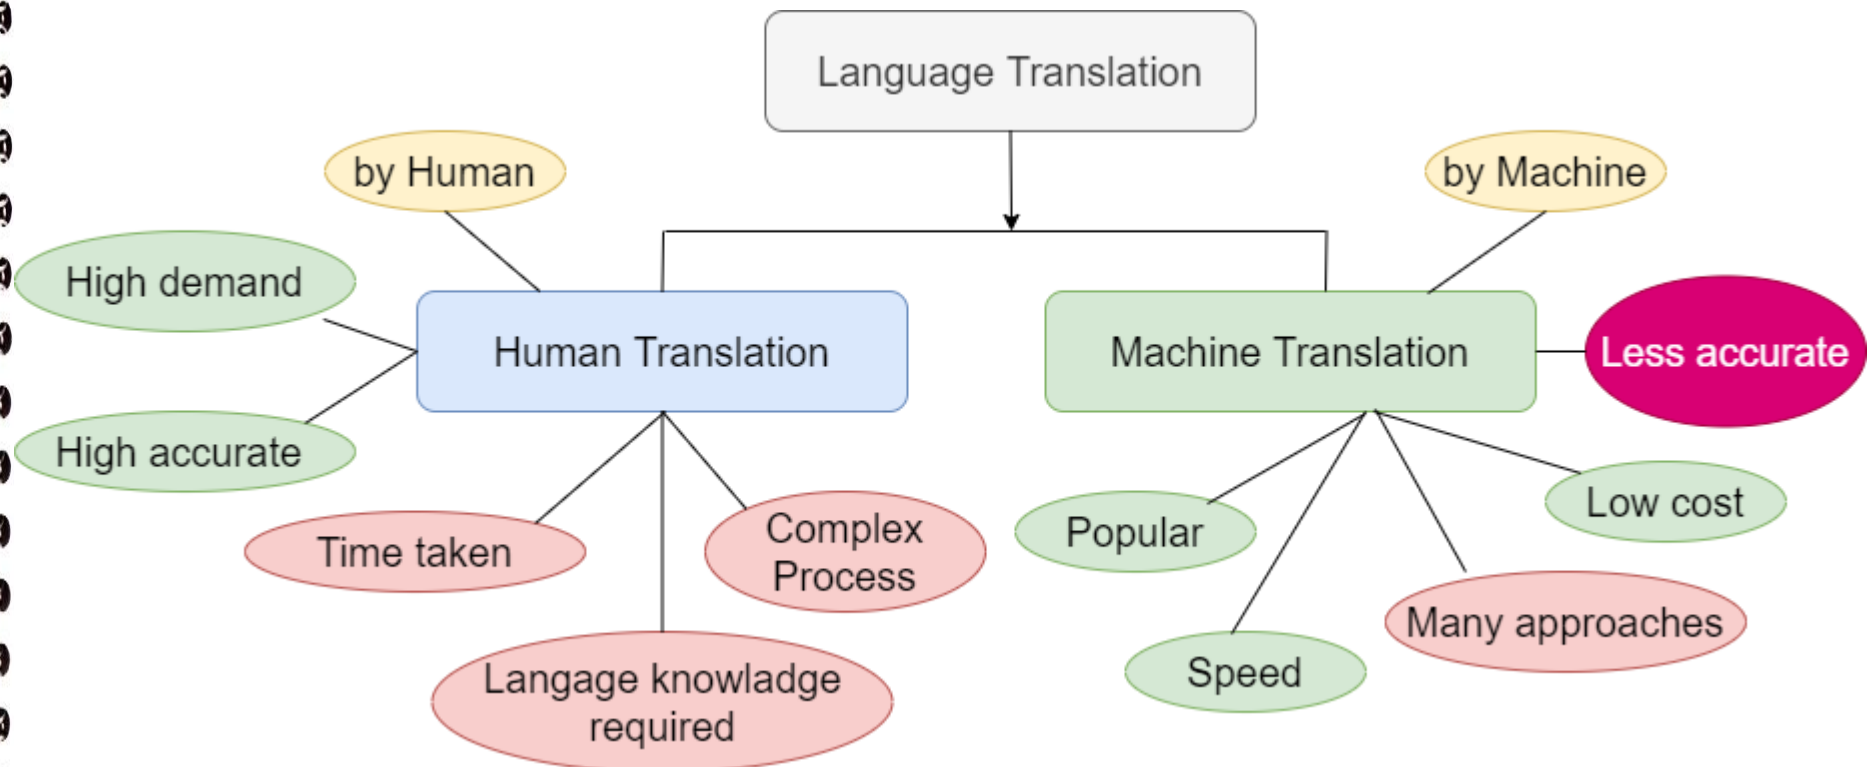 Language Translation
by Human
by Machine
High demand
Human Translation
Machine Translation
Less accurate
High accurate
Time taken
Complex
Process
Popular
Low cost
Many approaches
Speed
Langage knowladge
required